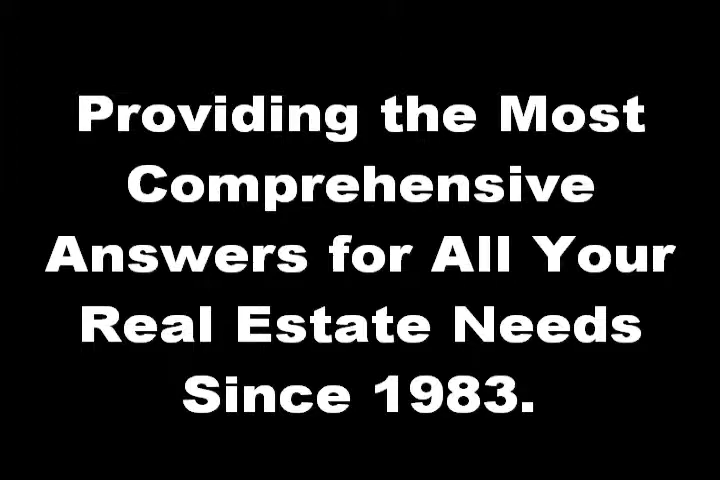 Providing the Most
Comprehensive
Answers for All Your
Real Estate Needs
Since 1983.